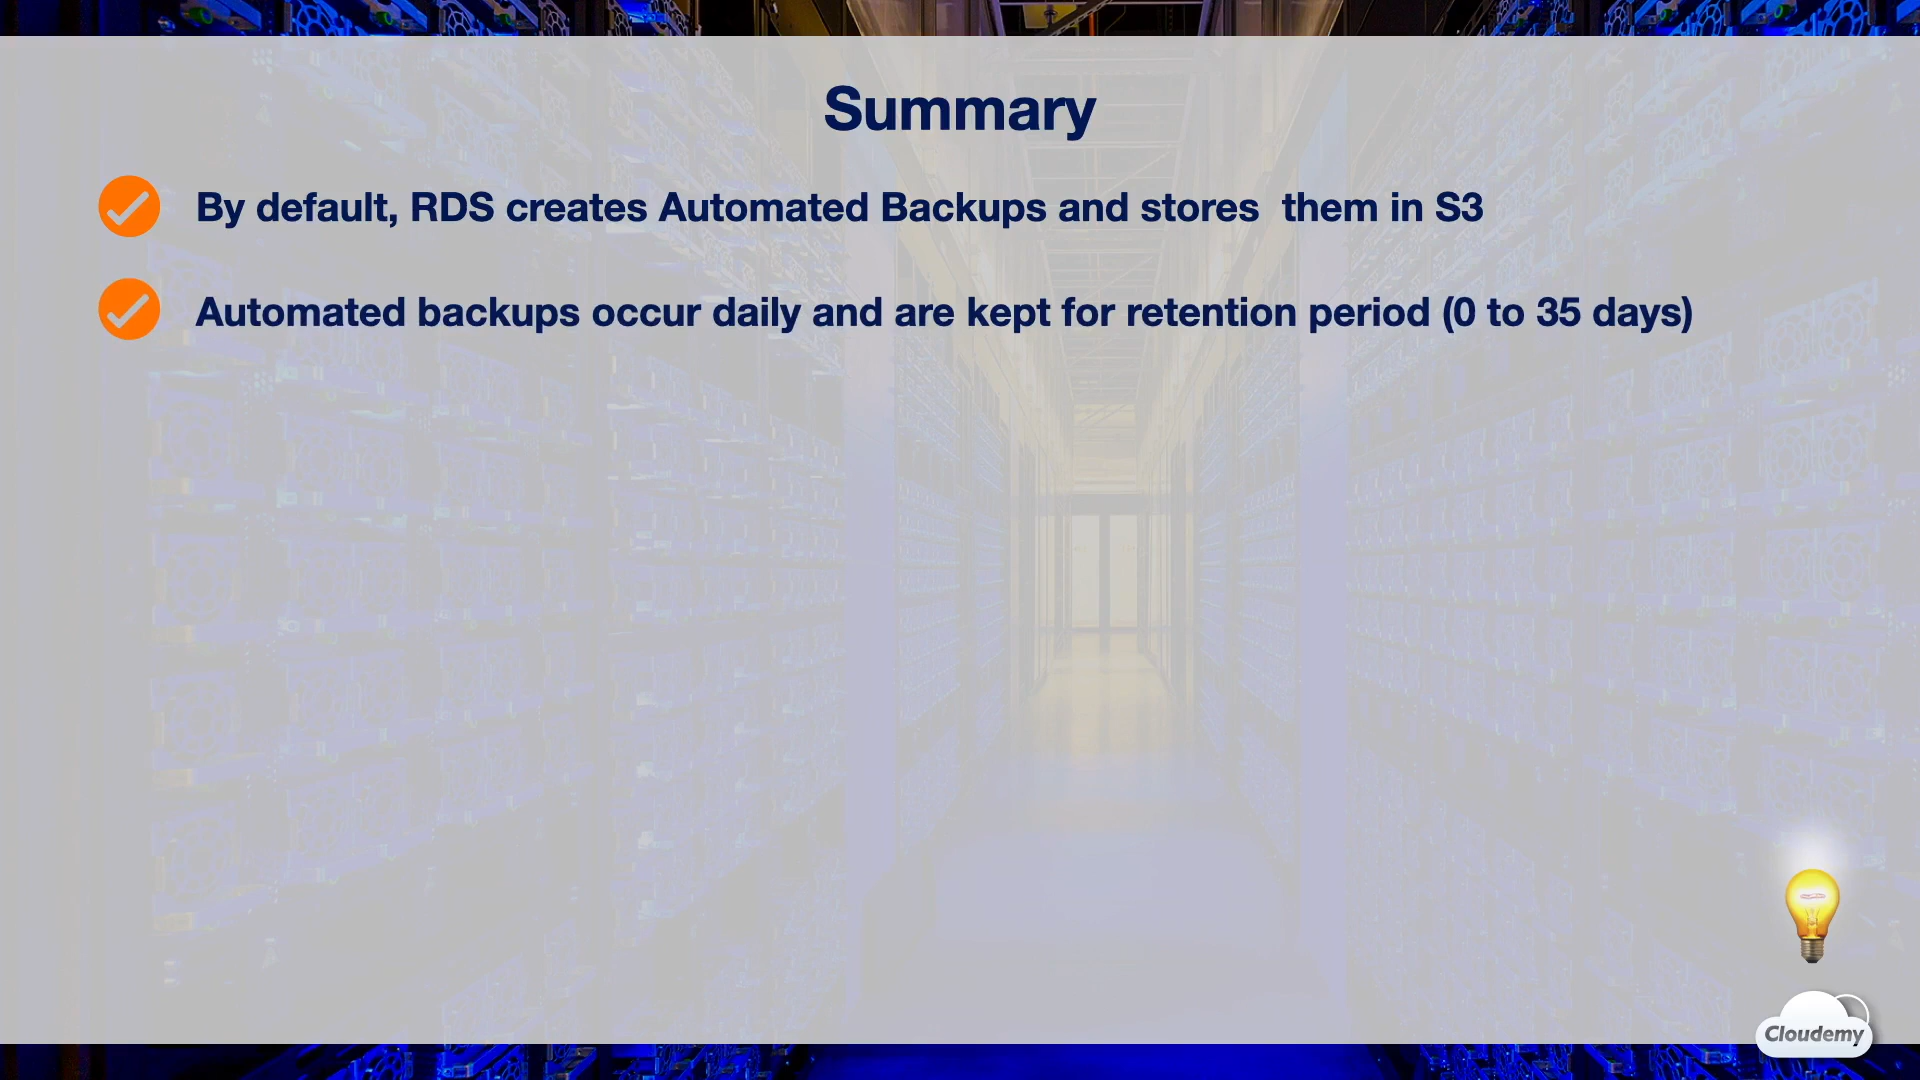 Summary
By default, RDS creates Automated Backups and stores  them in S3
Automated backups occur daily and are kept for retention period (0 to 35 days)
Cloudemy